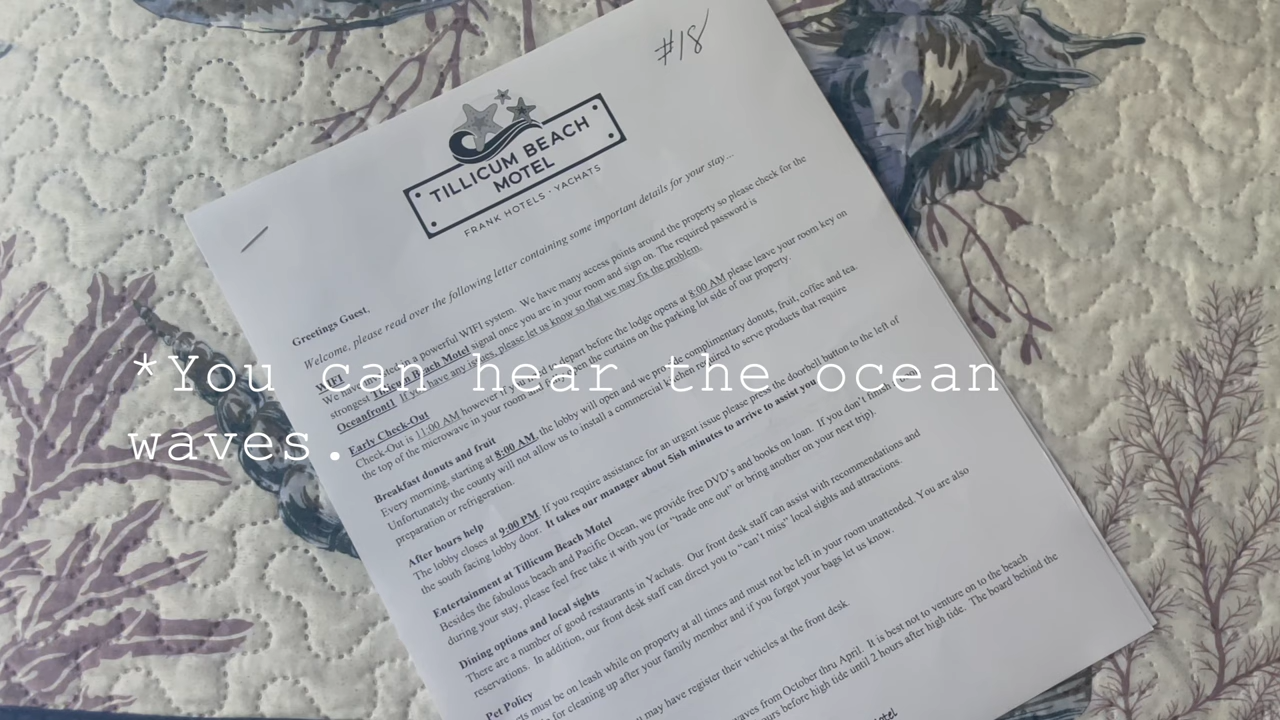 #18
TILLICUM BEACH
MOTEL
FRANK HOTELS · YACHATS
Greetings Guest,
Welcome, please read over the following letter containing some important details for your stay...
WIFI
We have in a powerful WIFI system. We have many access points around the property so please check for the
strongest Beach Motel signal once you are in your room and sign on. The required password is
Oceanfront1 If you have any issues, please let us know so that we may fix the problem.
Early Check-Out
Check-Out is 11:00 AM however if you depart before the lodge opens at 8:00 AM please leave your room key on
the top of the microwave in your room and open the curtains on the parking lot side of our property.
Breakfast donuts and fruit
Every morning, starting at 8:00 AM, the lobby will open and we provide complimentary donuts, fruit, coffee and tea.
Unfortunately the county will not allow us to install a commercial kitchen required to serve products that require
preparation or refrigeration.
*You can hear the ocean
waves.
After hours help
The lobby closes at 9:00 PM. If you require assistance for an urgent issue please press the doorbell button to the left of
the south facing lobby door. It takes our manager about 5ish minutes to arrive to assist you
Entertainment at Tillicum Beach Motel
Besides the fabulous beach and Pacific Ocean, we provide free DVD's and books on loan. If you don't finish
during your stay, please feel free take it with you (or "trade one out" or bring another on your next trip).
Dining options and local sights
There are a number of good restaurants in Yachats. Our front desk staff can assist with recommendations and
reservations. In addition, our front desk staff can direct you to "can't miss" local sights and attractions.
Pet Policy
must be on leash while on property at all times and must not be left in your room unattended. You are also
for cleaning up after your family member and if you forgot your bags let us know.
may have register their vehicles at the front desk.
waves from October thru April. It is best not to venture on to the beach
hours before high tide until 2 hours after high tide. The board behind the